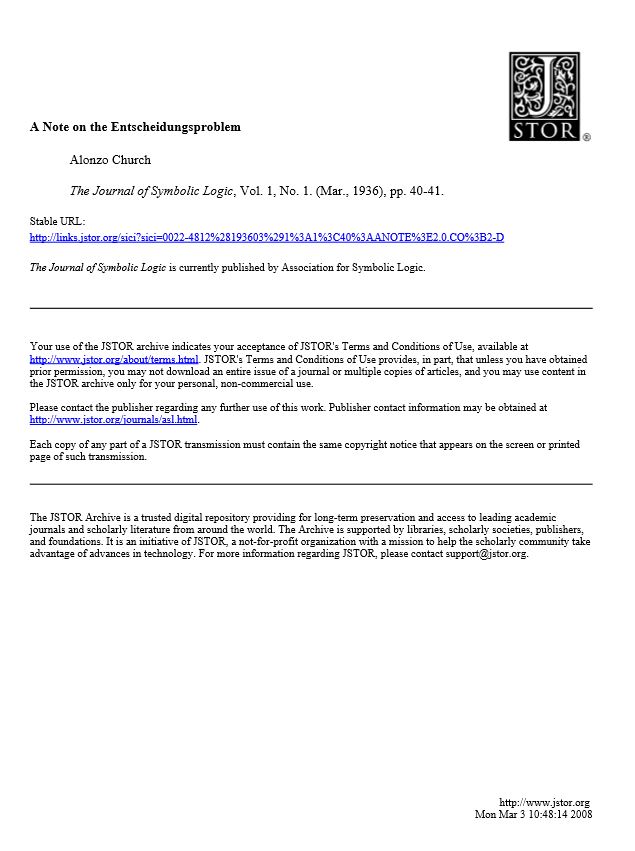 JSTOR®
A Note on the Entscheidungsproblem
Alonzo Church
The Journal of Symbolic Logic, Vol. 1, No. 1. (Mar., 1936), pp. 40-41.
Stable URL:
http://links.jstor.org/sici?sici=0022-4812%28193603%291%3A1%3C40%3AANOTE%3E2.0.CO%3B2-D
The Journal of Symbolic Logic is currently published by Association for Symbolic Logic.
Your use of the JSTOR archive indicates your acceptance of JSTOR's Terms and Conditions of Use, available at
http://www.jstor.org/about/terms.html. JSTOR's Terms and Conditions of Use provides, in part, that unless you have obtained
prior permission, you may not download an entire issue of a journal or multiple copies of articles, and you may use content in
the JSTOR archive only for your personal, non-commercial use.
Please contact the publisher regarding any further use of this work. Publisher contact information may be obtained at
http://www.jstor.org/journals/asl.html.
Each copy of any part of a JSTOR transmission must contain the same copyright notice that appears on the screen or printed
page of such transmission.
The JSTOR Archive is a trusted digital repository providing for long-term preservation and access to leading academic
journals and scholarly literature from around the world. The Archive is supported by libraries, scholarly societies, publishers,
and foundations. It is an initiative of JSTOR, a not-for-profit organization with a mission to help the scholarly community take
advantage of advances in technology. For more information regarding JSTOR, please contact support@jstor.org.
http://www.jstor.org
Mon Mar 3 10:48:14 2008